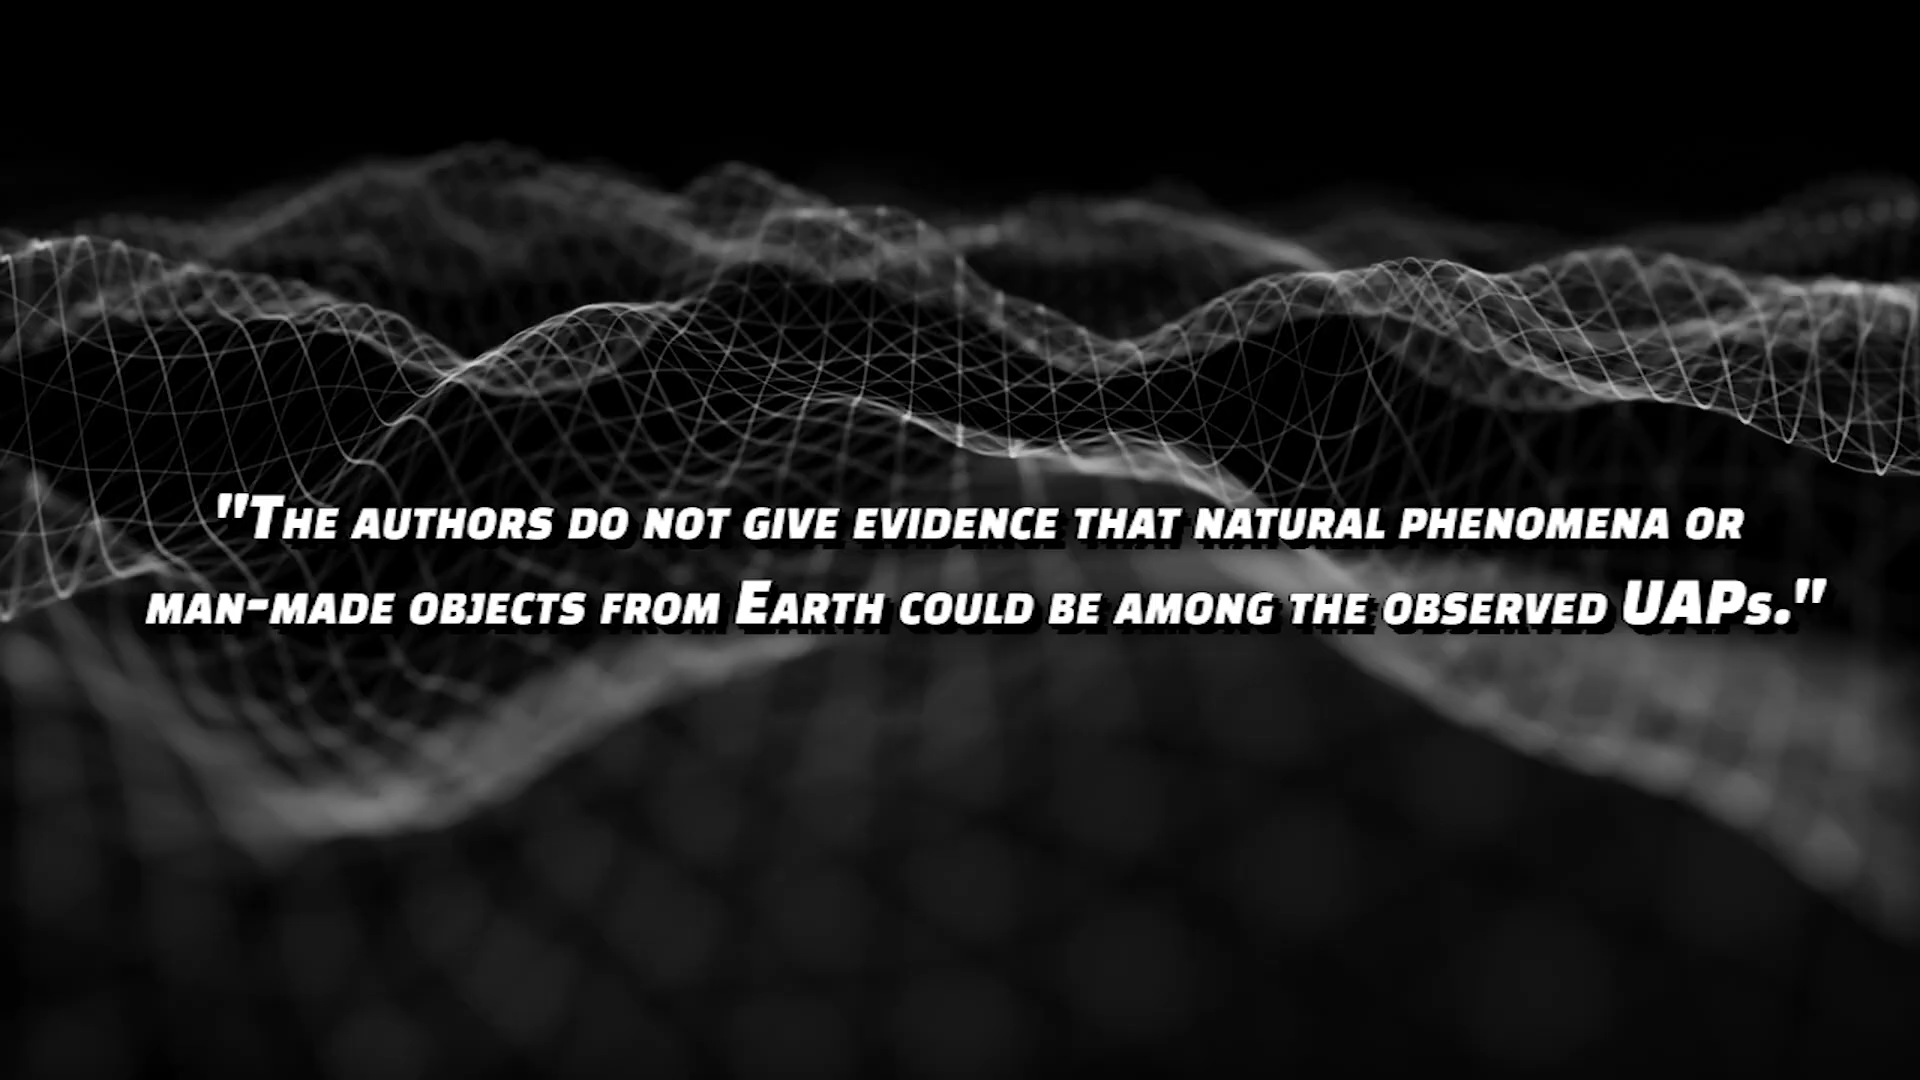 "The authors do not give evidence that natural phenomena or
man-made objects from Earth could be among the observed UAPs."